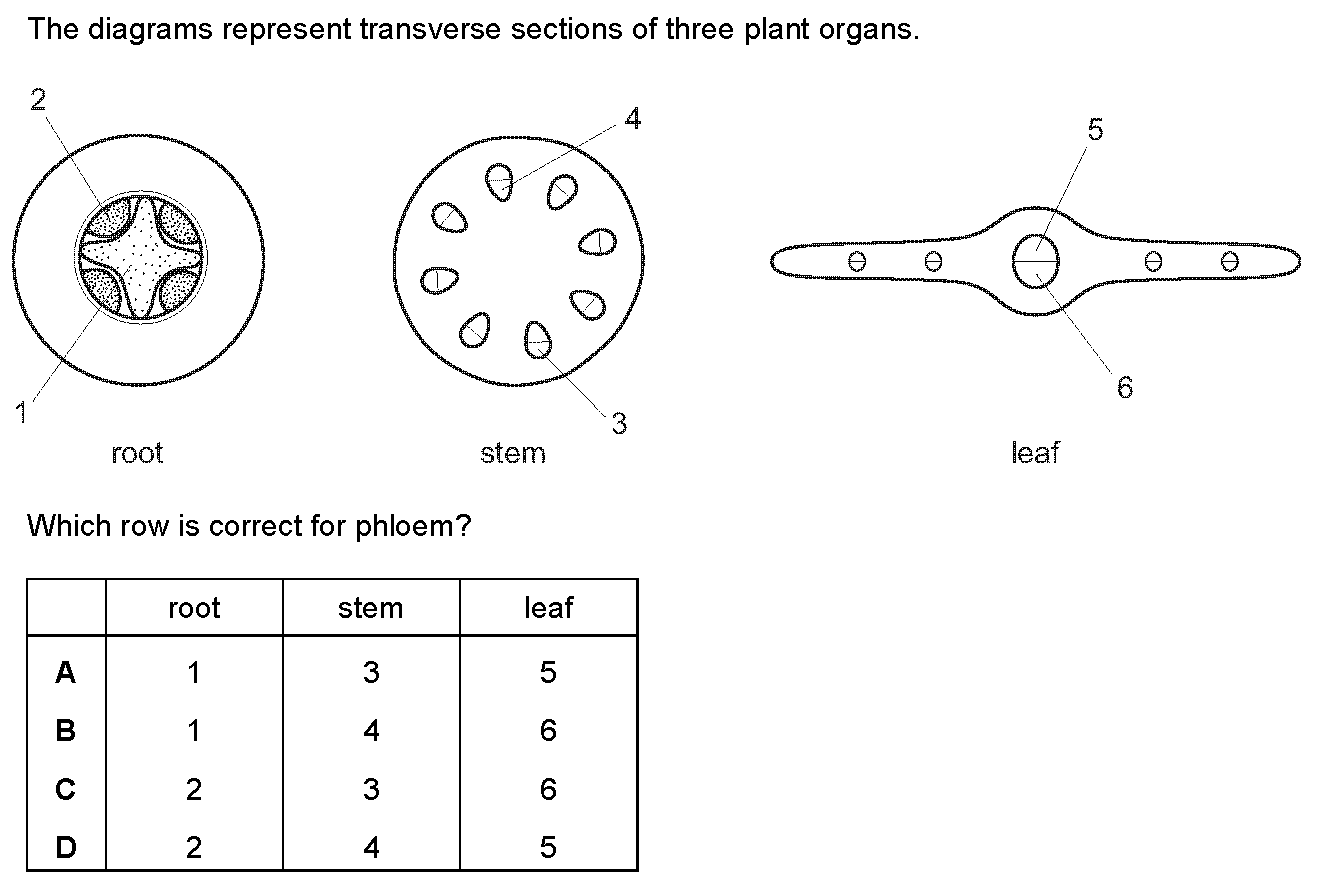 The diagrams represent transverse sections of three plant organs.
2
4
5
1
3
6
root
stem
leaf
Which row is correct for phloem?
root stem leaf
A 1 3 5
B 1 4 6
C 2 3 6
D 2 4 5